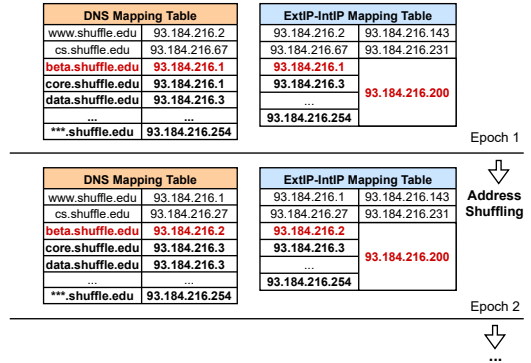 DNS Mapping Table
www.shuffle.edu 93.184.216.2
cs.shuffle.edu 93.184.216.67
beta.shuffle.edu 93.184.216.1
core.shuffle.edu 93.184.216.1
data.shuffle.edu 93.184.216.3
... ...
***.shuffle.edu 93.184.216.254
ExtIP-IntIP Mapping Table
93.184.216.2 93.184.216.143
93.184.216.67 93.184.216.231
93.184.216.1
93.184.216.3
93.184.216.200
...
93.184.216.254
Epoch 1
Address
Shuffling
DNS Mapping Table
www.shuffle.edu 93.184.216.1
cs.shuffle.edu 93.184.216.27
beta.shuffle.edu 93.184.216.2
core.shuffle.edu 93.184.216.3
data.shuffle.edu 93.184.216.3
... ...
***.shuffle.edu 93.184.216.254
ExtIP-IntIP Mapping Table
93.184.216.1 93.184.216.143
93.184.216.27 93.184.216.231
93.184.216.2
93.184.216.3
93.184.216.200
...
93.184.216.254
Epoch 2
...